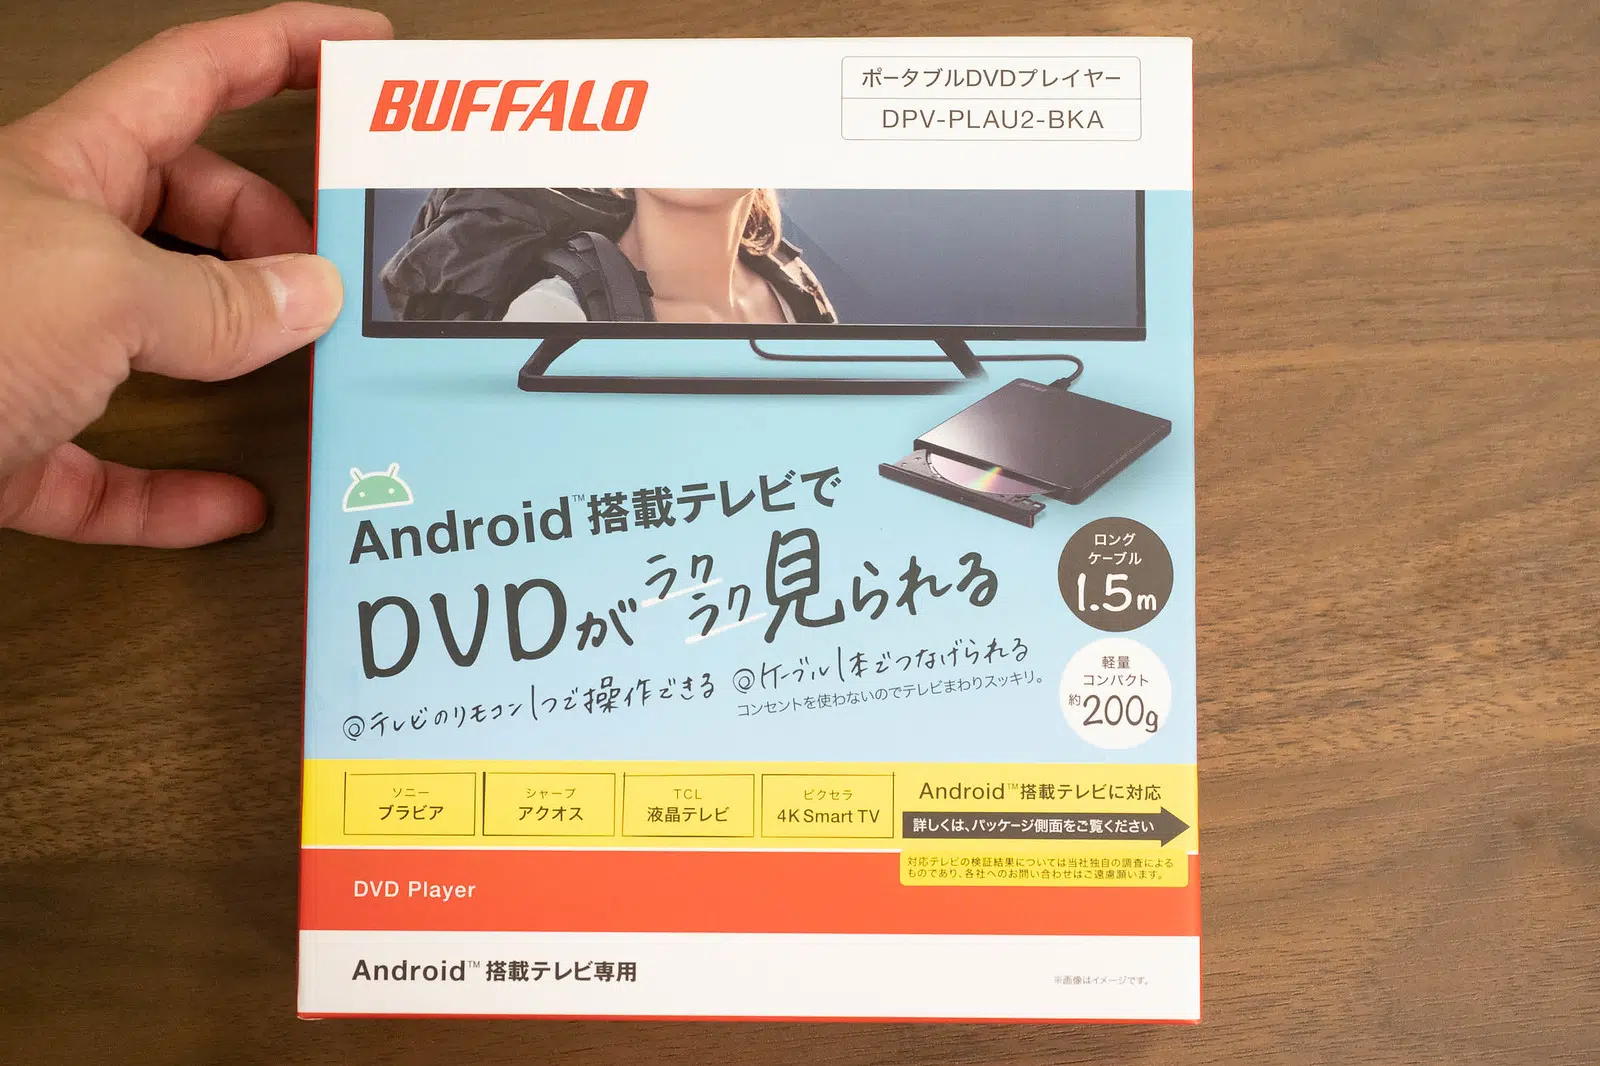 BUFFALO
ポータブルDVDプレイヤー
DPV-PLAU2-BKA
BUFFALO
Android™搭載テレビで
DVDがラクラク見られる
@テレビのリモコン1つで操作できる
@ケーブル1本でつなげられる
コンセントを使わないのでテレビまわりスッキリ。
ロング
ケーブル
1.5m
軽量
コンパクト
約200g
ソニー
ブラビア
シャープ
アクオス
TCL
液晶テレビ
ピクセラ
4K Smart TV
Android™搭載テレビに対応
詳しくは、パッケージ側面をご覧ください
対応テレビの検証結果については当社独自の調査による
ものであり、各社へのお問い合わせはご遠慮願います。
DVD Player
Android™ 搭載テレビ専用
※画像はイメージです。